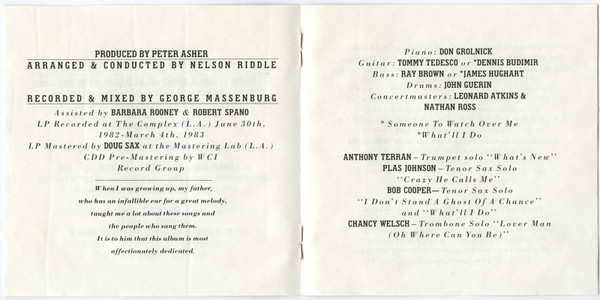 PRODUCED BY PETER ASHER
ARRANGED & CONDUCTED BY NELSON RIDDLE
RECORDED & MIXED BY GEORGE MASSENBURG
Assisted by BARBARA ROONEY & ROBERT SPANO
LP Recorded at The Complex (L.A.) June 30th,
1982-March 4th, 1983
LP Mastered by DOUG SAX at the Mastering Lab (L.A.)
CDD Pre-Mastering by WCI
Record Group
When I was growing up, my father,
who has an infallible ear for a great melody,
taught me a lot about these songs and
the people who sang them.
It is to him that this album is most
affectionately dedicated.
Piano: DON GROLNICK
Guitar: TOMMY TEDESCO or *DENNIS BUDIMIR
Bass: RAY BROWN or *JAMES HUGHART
Drums: JOHN GUERIN
Concertmasters: LEONARD ATKINS &
NATHAN ROSS
*Someone To Watch Over Me
*What'll I Do
ANTHONY TERRAN–Trumpet solo "What's New"
PLAS JOHNSON–Tenor Sax Solo
"Crazy He Calls Me"
BOB COOPER–Tenor Sax Solo
"I Don't Stand A Ghost Of A Chance"
and "What'll I Do"
CHANCY WELSCH–Trombone Solo "Lover Man
(Oh Where Can You Be)"